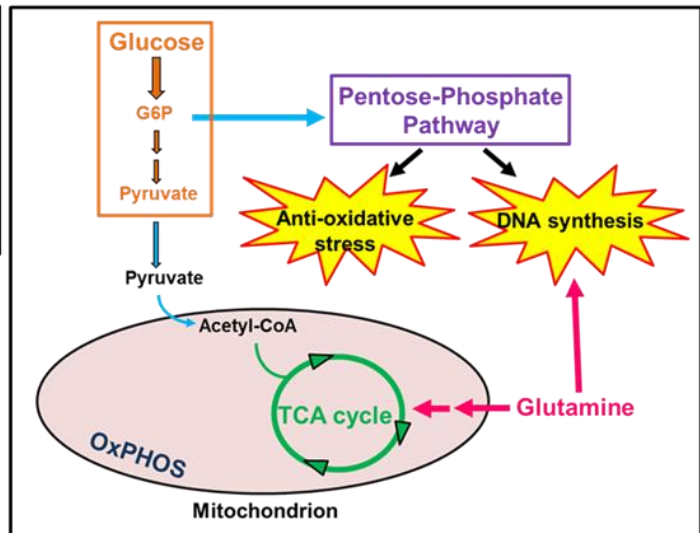 Glucose
G6P
Pyruvate
Pentose-Phosphate
Pathway
Anti-oxidative
stress
DNA synthesis
Pyruvate
Acetyl-CoA
TCA cycle
Glutamine
OxPHOS
Mitochondrion